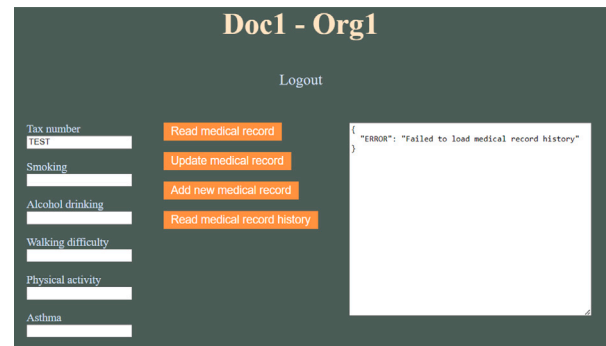 Doc1 - Org1
Logout
Tax number
TEST
Smoking
Alcohol drinking
Walking difficulty
Physical activity
Asthma
Read medical record
Update medical record
Add new medical record
Read medical record history
{
"ERROR": "Failed to load medical record history"
}